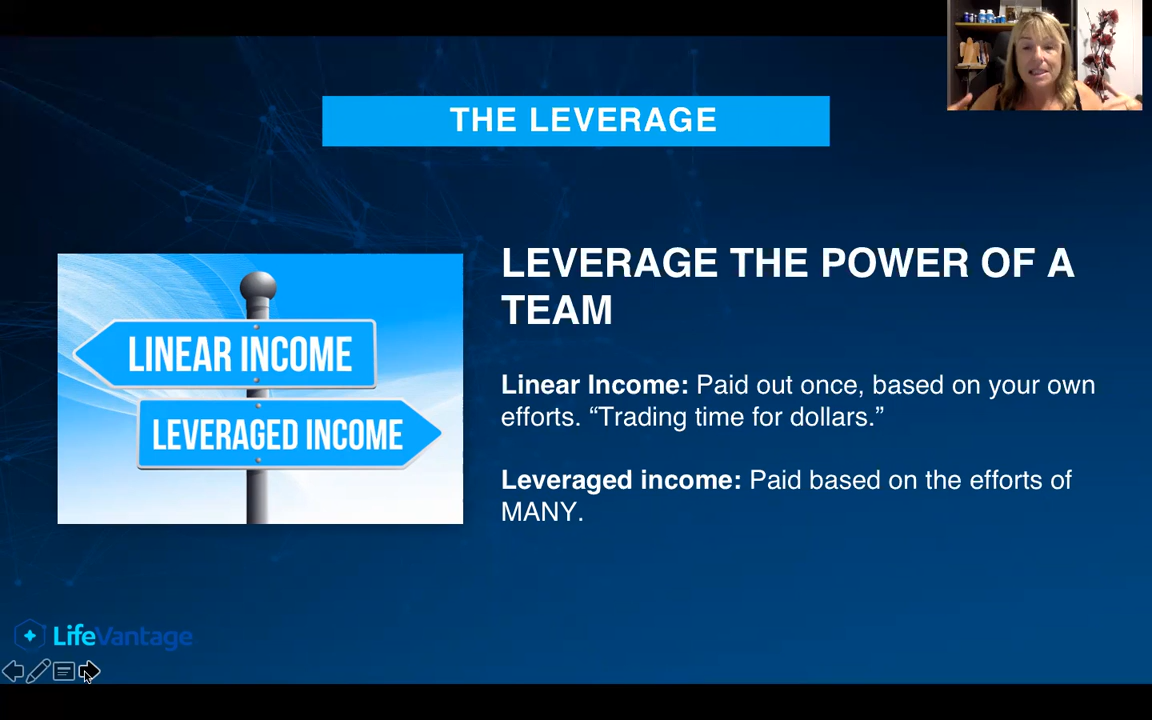 THE LEVERAGE
LINEAR INCOME
LEVERAGED INCOME
LEVERAGE THE POWER OF A
TEAM
Linear Income: Paid out once, based on your own
efforts. “Trading time for dollars.”
Leveraged income: Paid based on the efforts of
MANY.
LifeVantage